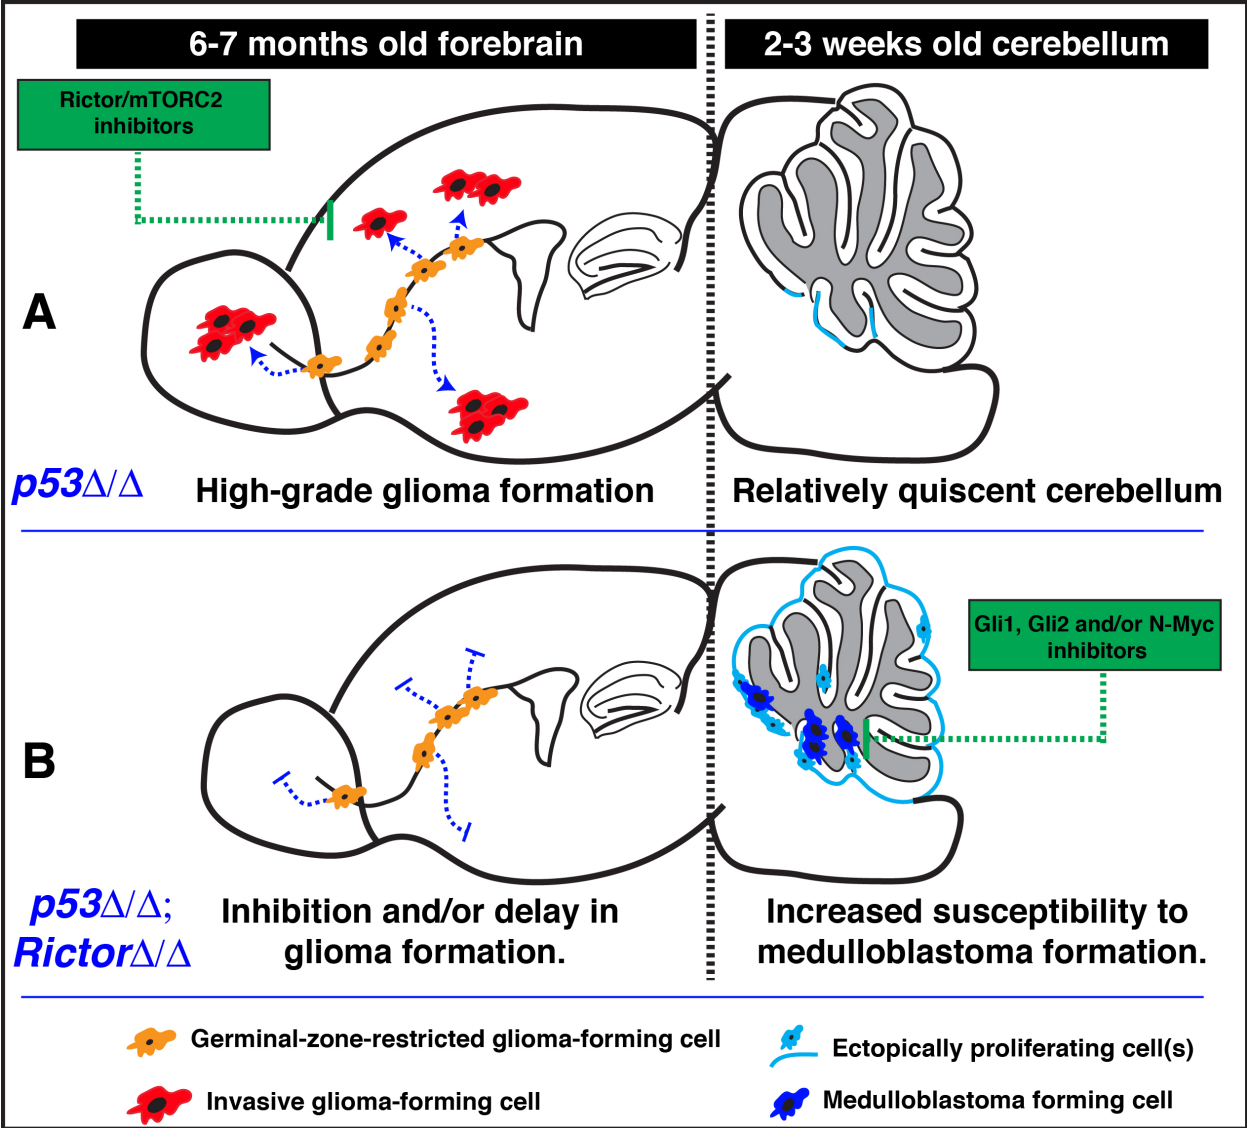 6-7 months old forebrain
2-3 weeks old cerebellum
Rictor/mTORC2
inhibitors
A
p53Δ/Δ
High-grade glioma formation
Relatively quiscent cerebellum
Gli1, Gli2 and/or N-Myc
inhibitors
B
p53Δ/Δ;
RictorΔ/Δ
Inhibition and/or delay in
glioma formation.
Increased susceptibility to
medulloblastoma formation.
Germinal-zone-restricted glioma-forming cell
Ectopically proliferating cell(s)
Invasive glioma-forming cell
Medulloblastoma forming cell